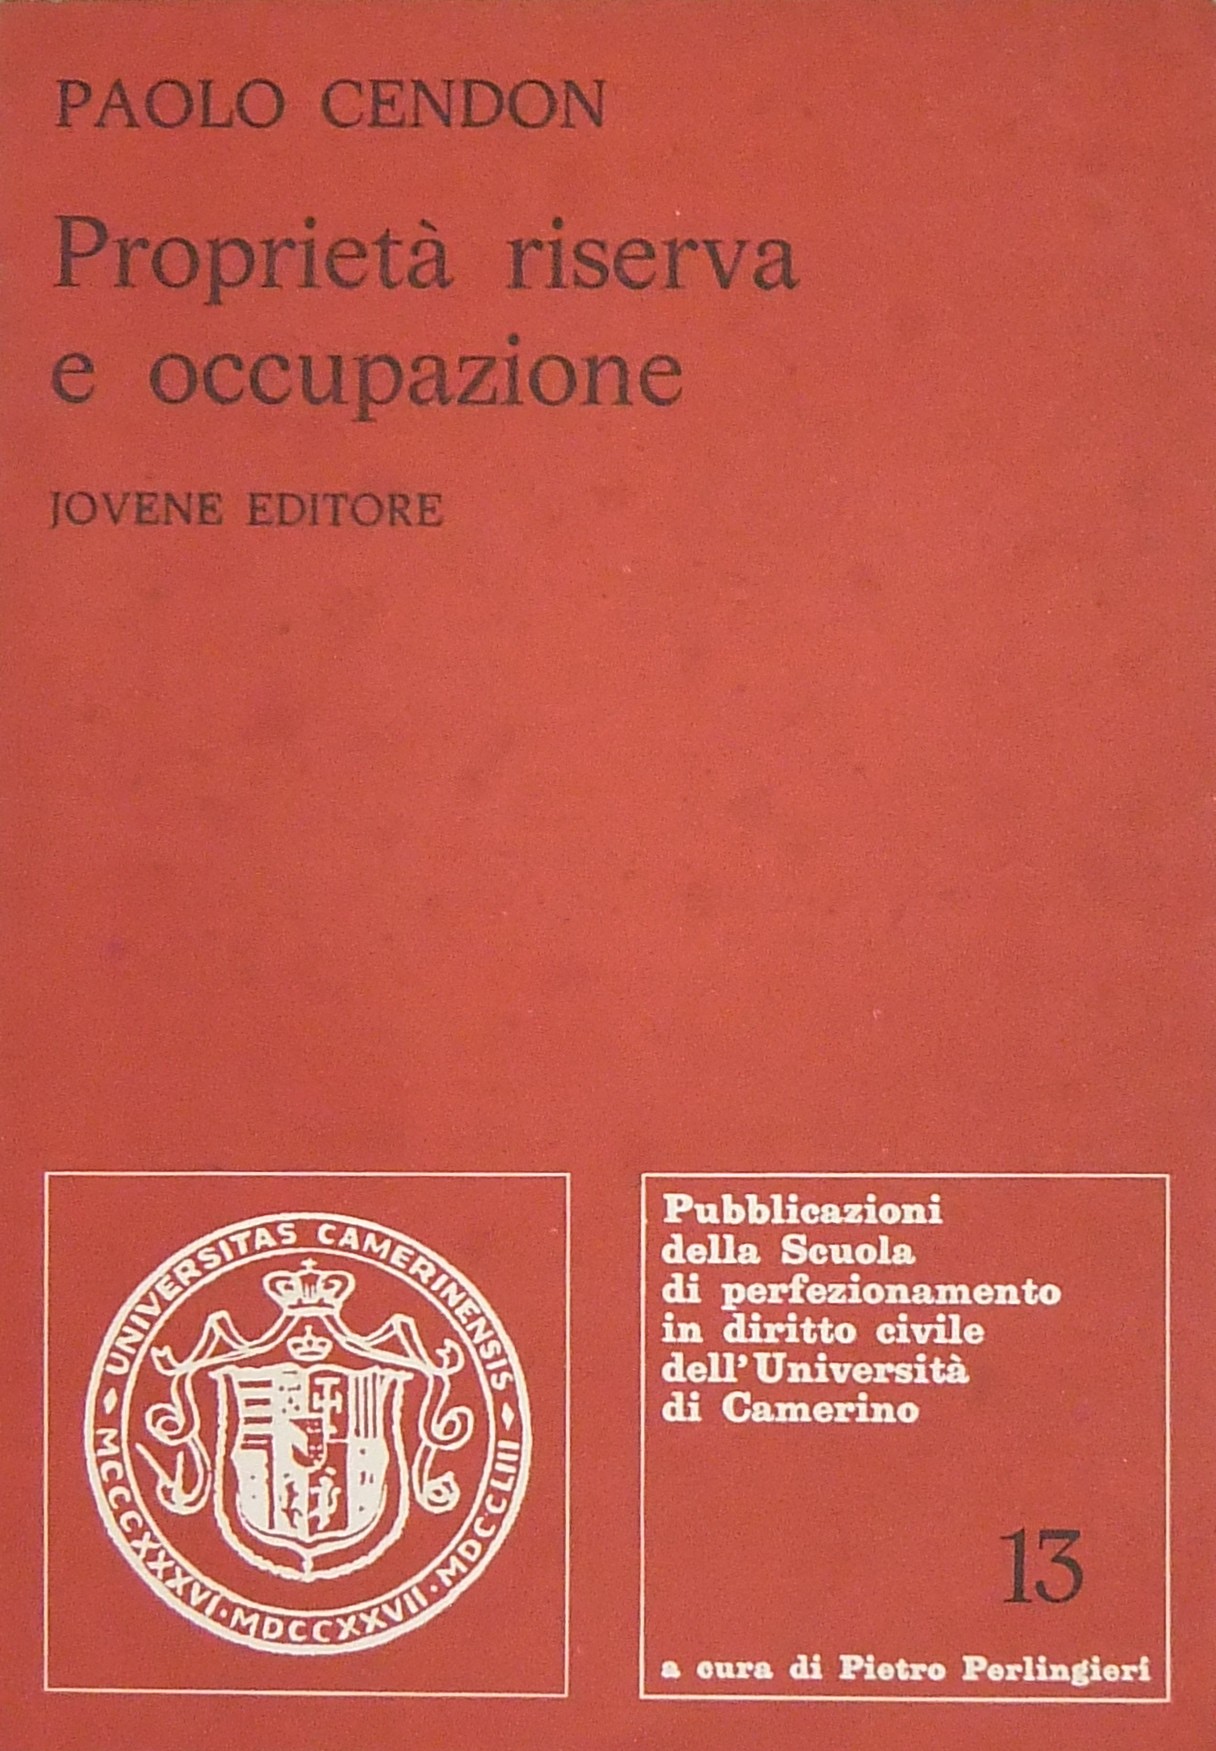 PAOLO CENDON
Proprietà riserva
e occupazione
JOVENE EDITORE
UNIVERSITAS CAMERINENSIS
MCCCXXXVI · MDCCXXVII · MDCCLIII
Pubblicazioni
della Scuola
di perfezionamento
in diritto civile
dell'Università
di Camerino
13
a cura di Pietro Perlingieri